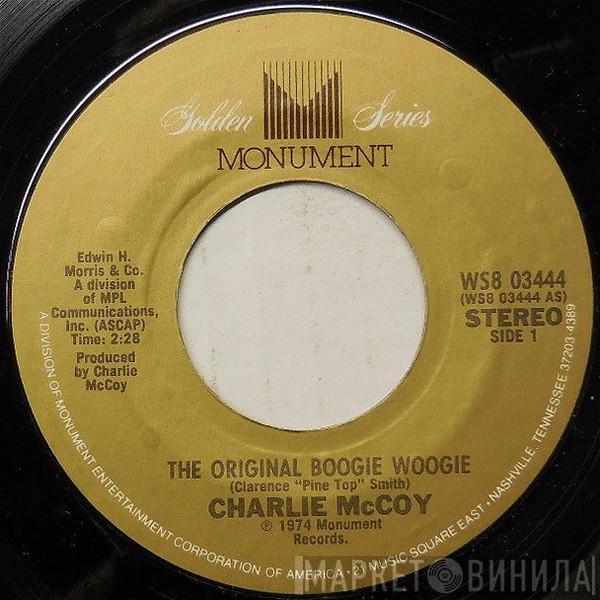 Golden Series
MONUMENT
Edwin H.
Morris & Co.
A division
of MPL
Communications,
Inc. (ASCAP)
Time: 2:28
Produced
by Charlie
McCoy
WS8 03444
(WS8 03444 AS)
STEREO
SIDE 1
THE ORIGINAL BOOGIE WOOGIE
(Clarence "Pine Top" Smith)
CHARLIE McCOY
℗ 1974 Monument
Records.
A DIVISION OF MONUMENT ENTERTAINMENT CORPORATION OF AMERICA • 21 MUSIC SQUARE EAST • NASHVILLE, TENNESSEE 37203-4389
МАРКЕТ ВИНИЛА